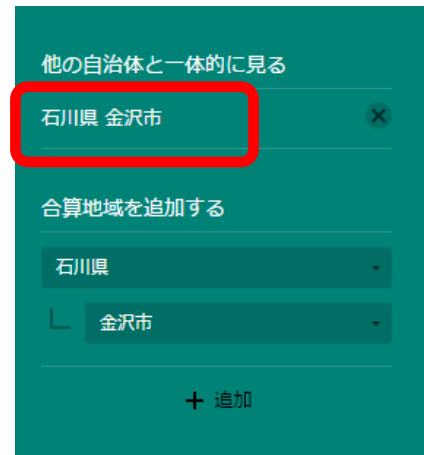 他の自治体と一体的に見る
石川県 金沢市
合算地域を追加する
石川県
金沢市
+ 追加